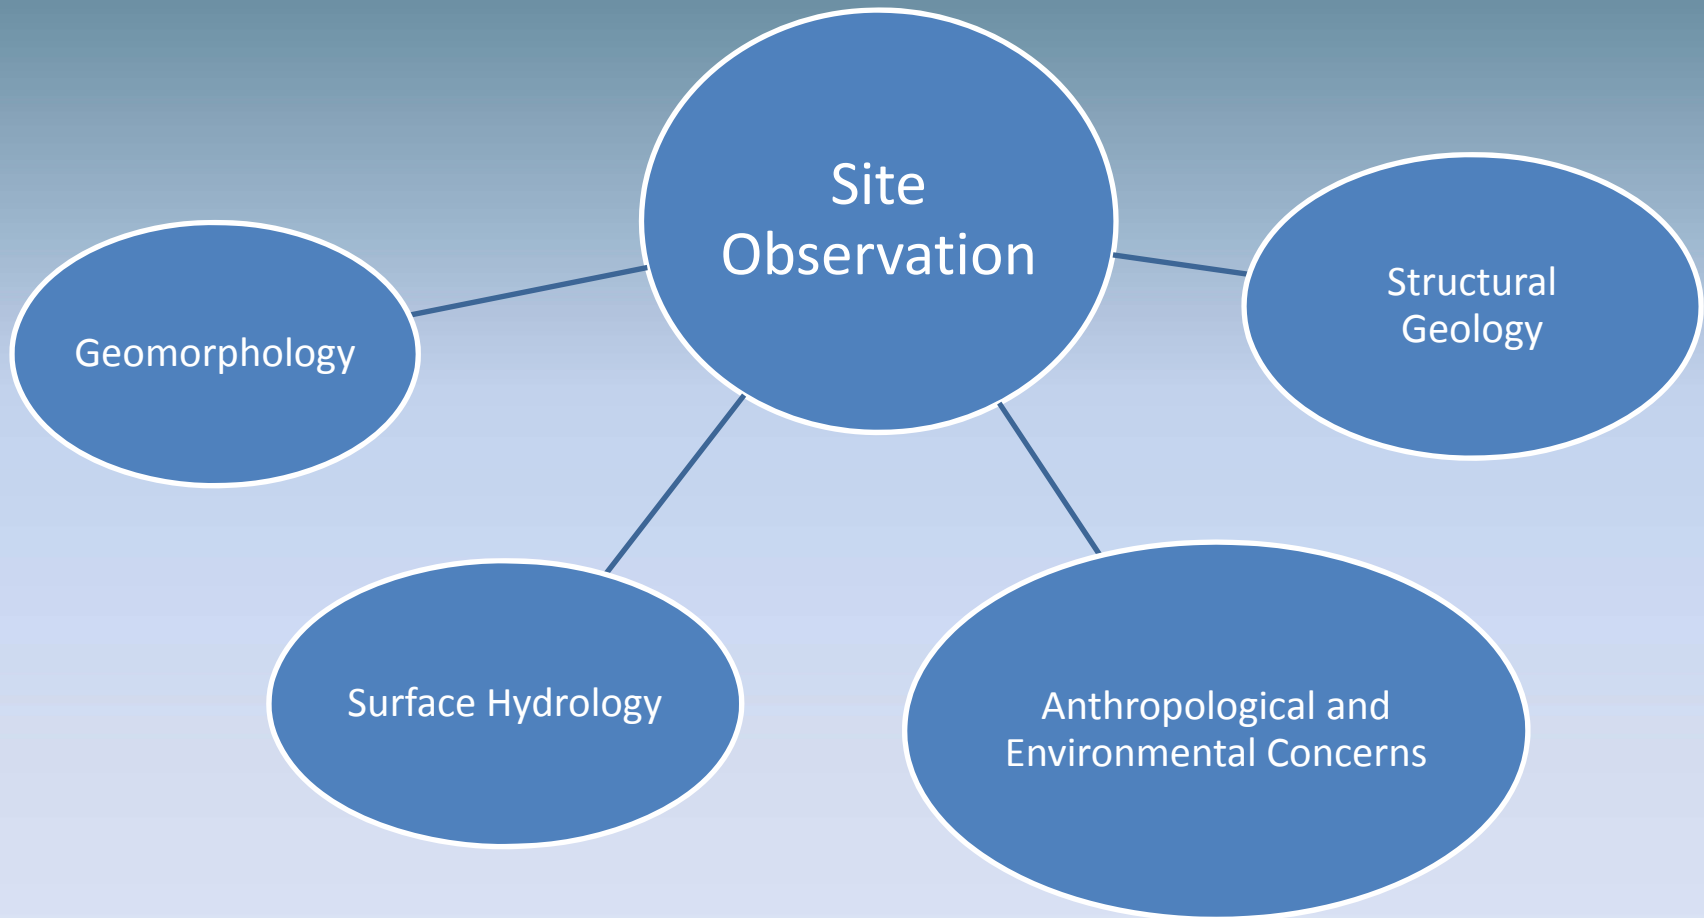 Site
Observation
Geomorphology
Structural
Geology
Surface Hydrology
Anthropological and
Environmental Concerns